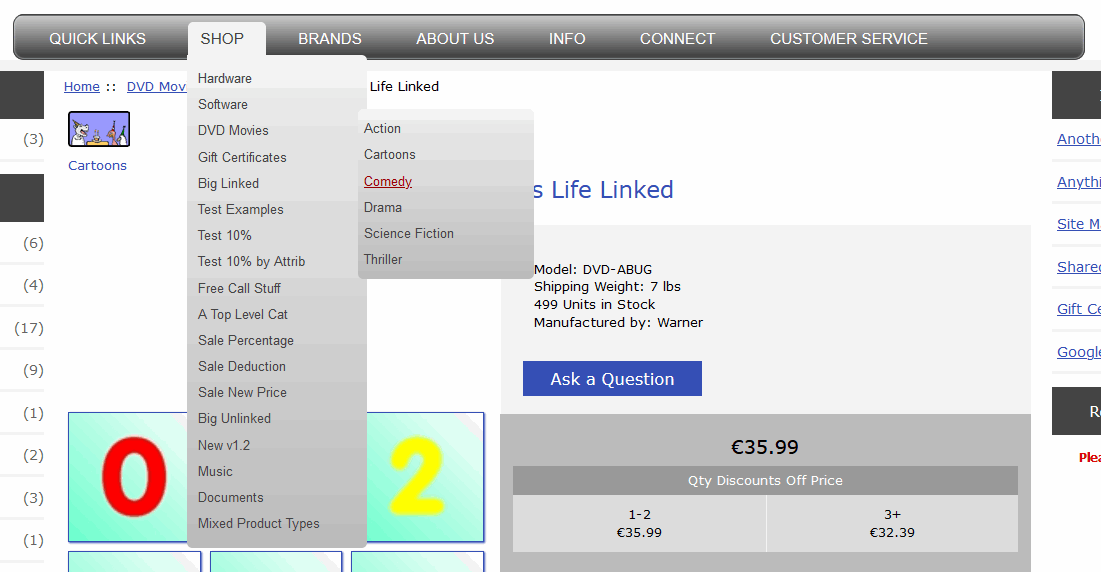 QUICK LINKS
SHOP
BRANDS
ABOUT US
INFO
CONNECT
CUSTOMER SERVICE
Home :: DVD Mov
Life Linked
(3)
Cartoons
Hardware
Software
DVD Movies
Gift Certificates
Big Linked
Test Examples
Test 10%
Test 10% by Attrib
Free Call Stuff
A Top Level Cat
Sale Percentage
Sale Deduction
Sale New Price
Big Unlinked
New v1.2
Music
Documents
Mixed Product Types
Action
Cartoons
Comedy
Drama
Science Fiction
Thriller
s Life Linked
Model: DVD-ABUG
Shipping Weight: 7 lbs
499 Units in Stock
Manufactured by: Warner
Ask a Question
€35.99
Qty Discounts Off Price
1-2
€35.99
3+
€32.39
(6)
(4)
(17)
(9)
(1)
(2)
(3)
(1)
0
2
Anoth
Anythi
Site M
Shared
Gift Ce
Google
Re
Plea